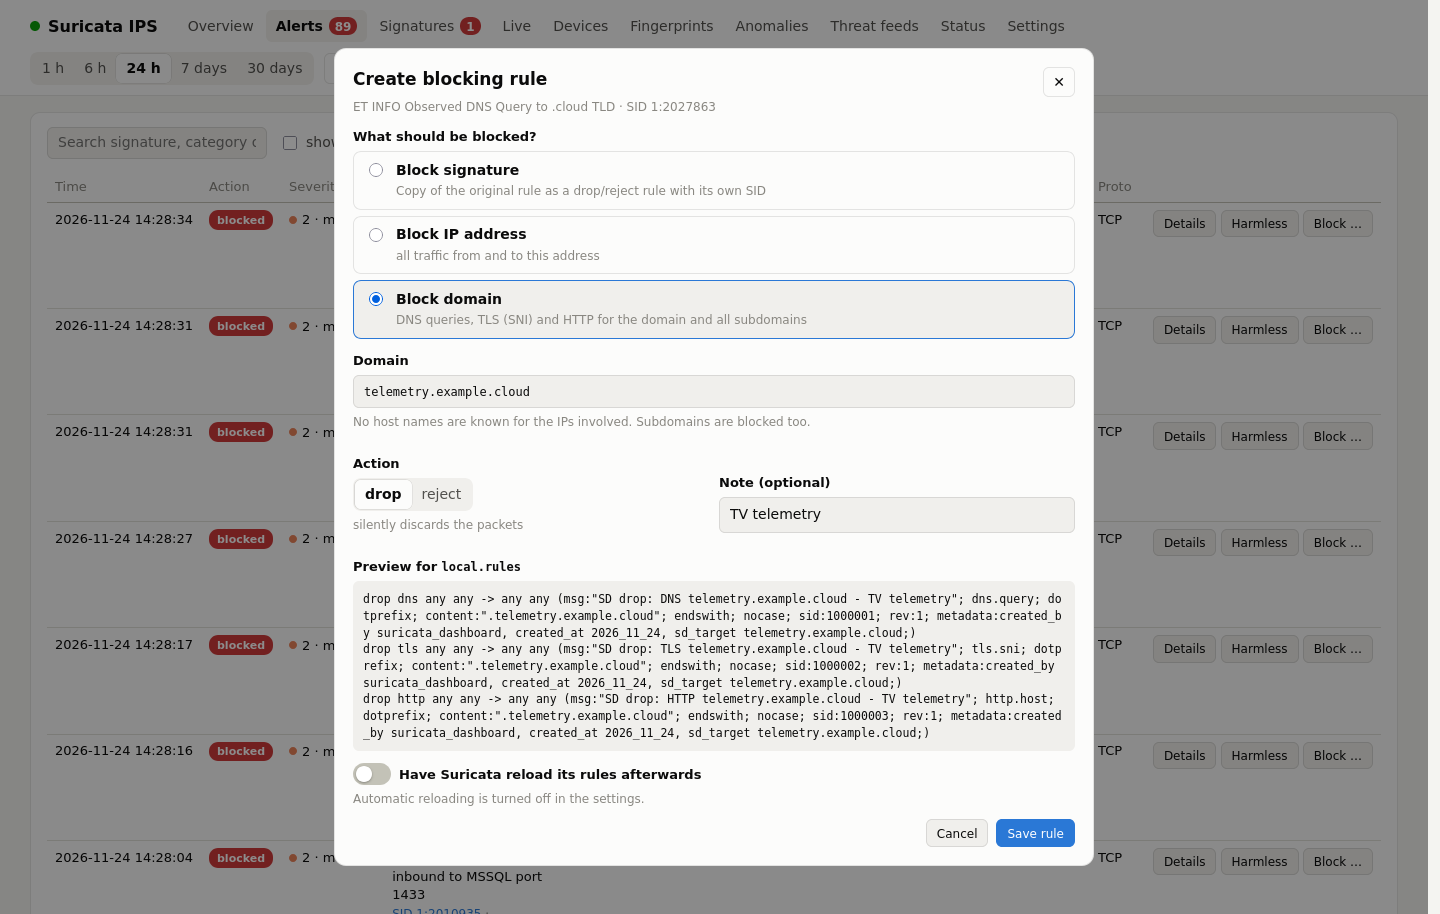 Suricata IPS
Overview
Alerts 89
Signatures 1
Live
Devices
Fingerprints
Anomalies
Threat feeds
Status
Settings
1 h
6 h
24 h
7 days
30 days
Create blocking rule
✕
ET INFO Observed DNS Query to .cloud TLD · SID 1:2027863
What should be blocked?
Block signature
Copy of the original rule as a drop/reject rule with its own SID
Block IP address
all traffic from and to this address
Block domain
DNS queries, TLS (SNI) and HTTP for the domain and all subdomains
Domain
telemetry.example.cloud
No host names are known for the IPs involved. Subdomains are blocked too.
Action
drop
reject
silently discards the packets
Note (optional)
TV telemetry
Preview for local.rules
drop dns any any -> any any (msg:"SD drop: DNS telemetry.example.cloud - TV telemetry"; dns.query; do
tprefix; content:".telemetry.example.cloud"; endswith; nocase; sid:1000001; rev:1; metadata:created_b
y suricata_dashboard, created_at 2026_11_24, sd_target telemetry.example.cloud;)
drop tls any any -> any any (msg:"SD drop: TLS telemetry.example.cloud - TV telemetry"; tls.sni; dotp
refix; content:".telemetry.example.cloud"; endswith; nocase; sid:1000002; rev:1; metadata:created_by
suricata_dashboard, created_at 2026_11_24, sd_target telemetry.example.cloud;)
drop http any any -> any any (msg:"SD drop: HTTP telemetry.example.cloud - TV telemetry"; http.host;
dotprefix; content:".telemetry.example.cloud"; endswith; nocase; sid:1000003; rev:1; metadata:created
_by suricata_dashboard, created_at 2026_11_24, sd_target telemetry.example.cloud;)
Have Suricata reload its rules afterwards
Automatic reloading is turned off in the settings.
Cancel
Save rule
Search signature, category
Time
Action
Proto
2026-11-24 14:28:34 blocked 2 · TCP Details Harmless Block …
2026-11-24 14:28:31 blocked 2 · TCP Details Harmless Block …
2026-11-24 14:28:31 blocked 2 · TCP Details Harmless Block …
2026-11-24 14:28:27 blocked 2 · TCP Details Harmless Block …
2026-11-24 14:28:17 blocked 2 · TCP Details Harmless Block …
2026-11-24 14:28:16 blocked 2 · TCP Details Harmless Block …
2026-11-24 14:28:04 blocked 2 · TCP Details Harmless Block …
inbound to MSSQL port
1433
SID 1:2010935 ·